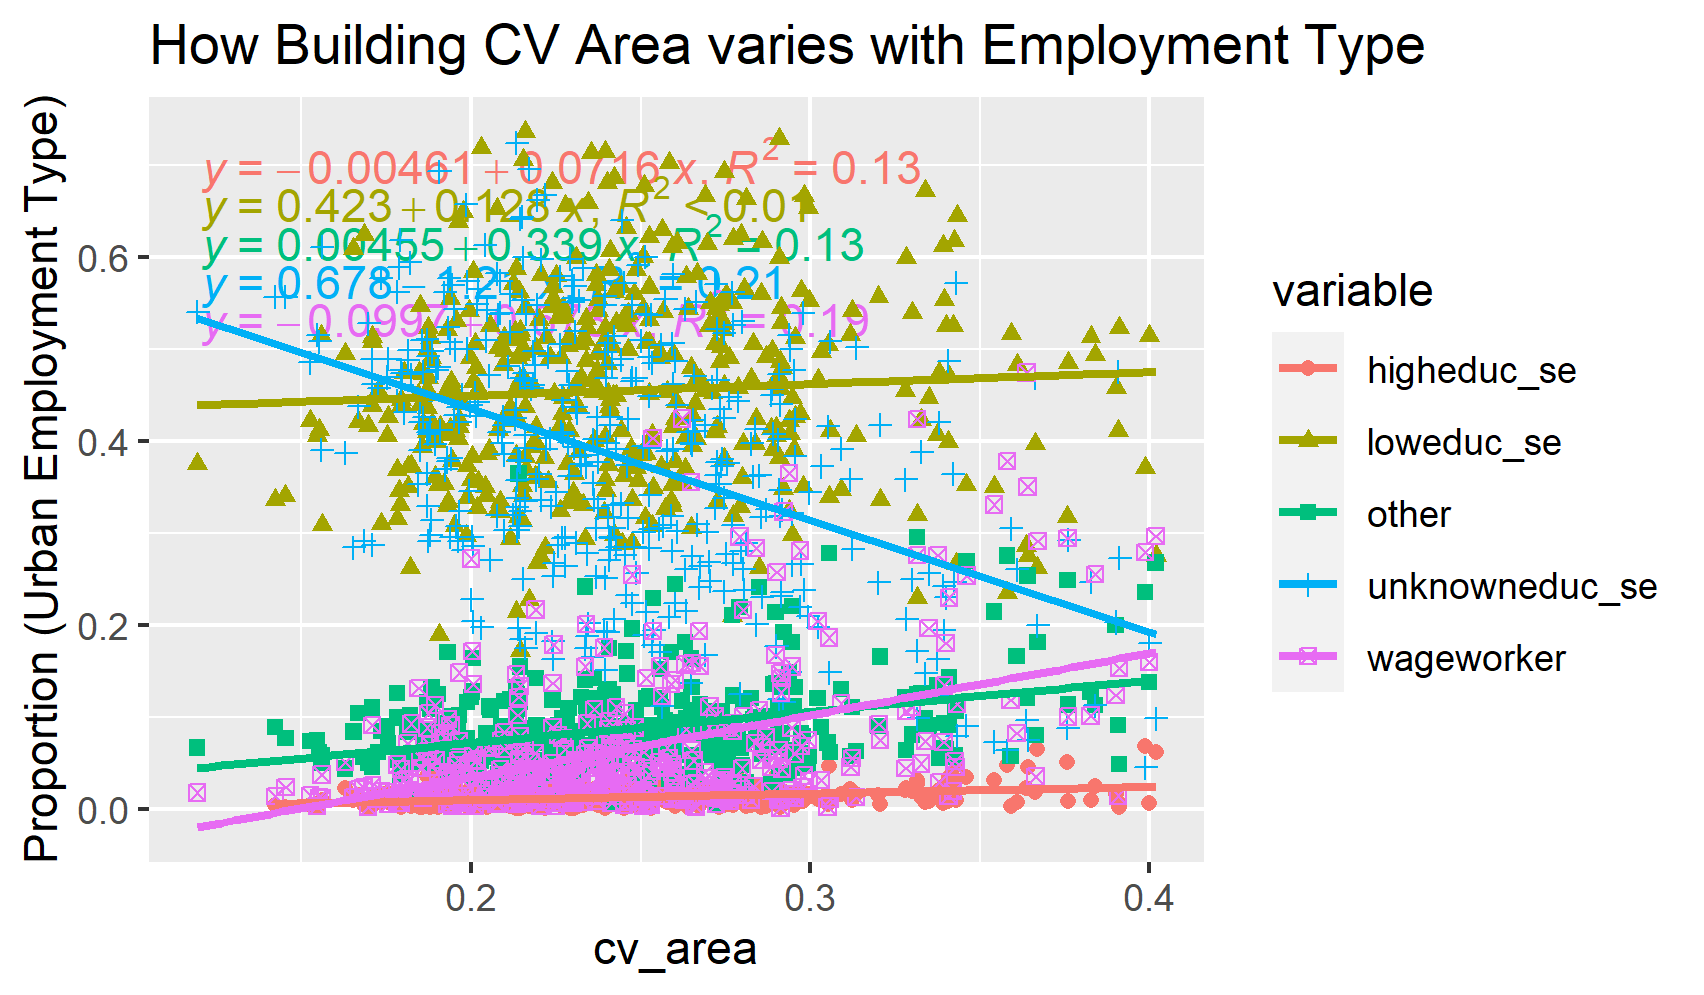 How Building CV Area varies with Employment Type
Proportion (Urban Employment Type)
y = − 0.00461 + 0.0716 x, R² = 0.13
y = 0.423 + 0.128 x, R² < 0.01
y = 0.00455 + 0.339 x, R² = 0.13
y = 0.678 = 0.21
y = − 0.0997 = 0.19
0.6
0.4
0.2
0.0
0.2
0.3
0.4
cv_area
variable
higheduc_se
loweduc_se
other
unknowneduc_se
wageworker